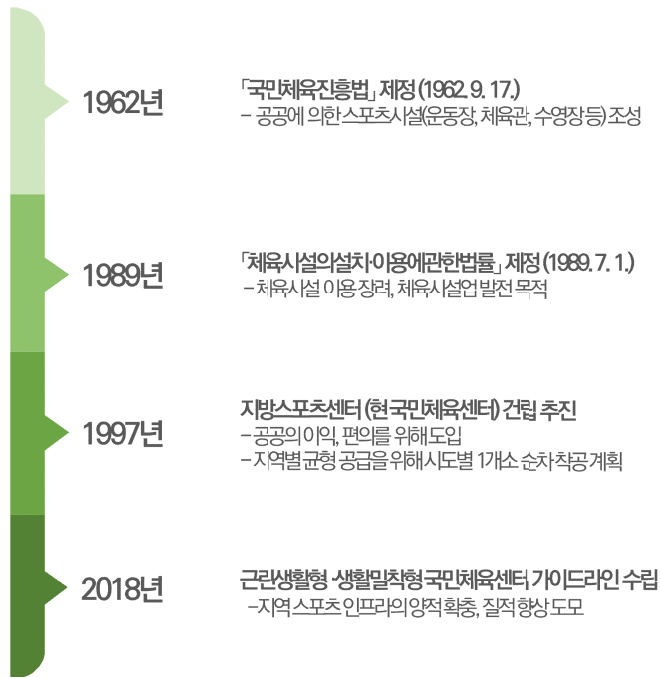 1962년
「국민체육진흥법」 제정 (1962. 9. 17.)
- 공공에 의한 스포츠시설(운동장, 체육관, 수영장 등) 조성
1989년
「체육시설의설치·이용에관한법률」 제정 (1989. 7. 1.)
- 체육시설 이용 장려, 체육시설업 발전 목적
1997년
지방스포츠센터 (현 국민체육센터) 건립 추진
- 공공의 이익, 편의를 위해 도입
- 지역별 균형 공급을 위해 시도별 1개소 순차 착공 계획
2018년
근린생활형·생활밀착형 국민체육센터 가이드라인 수립
- 지역 스포츠 인프라의 양적 확충, 질적 향상 도모